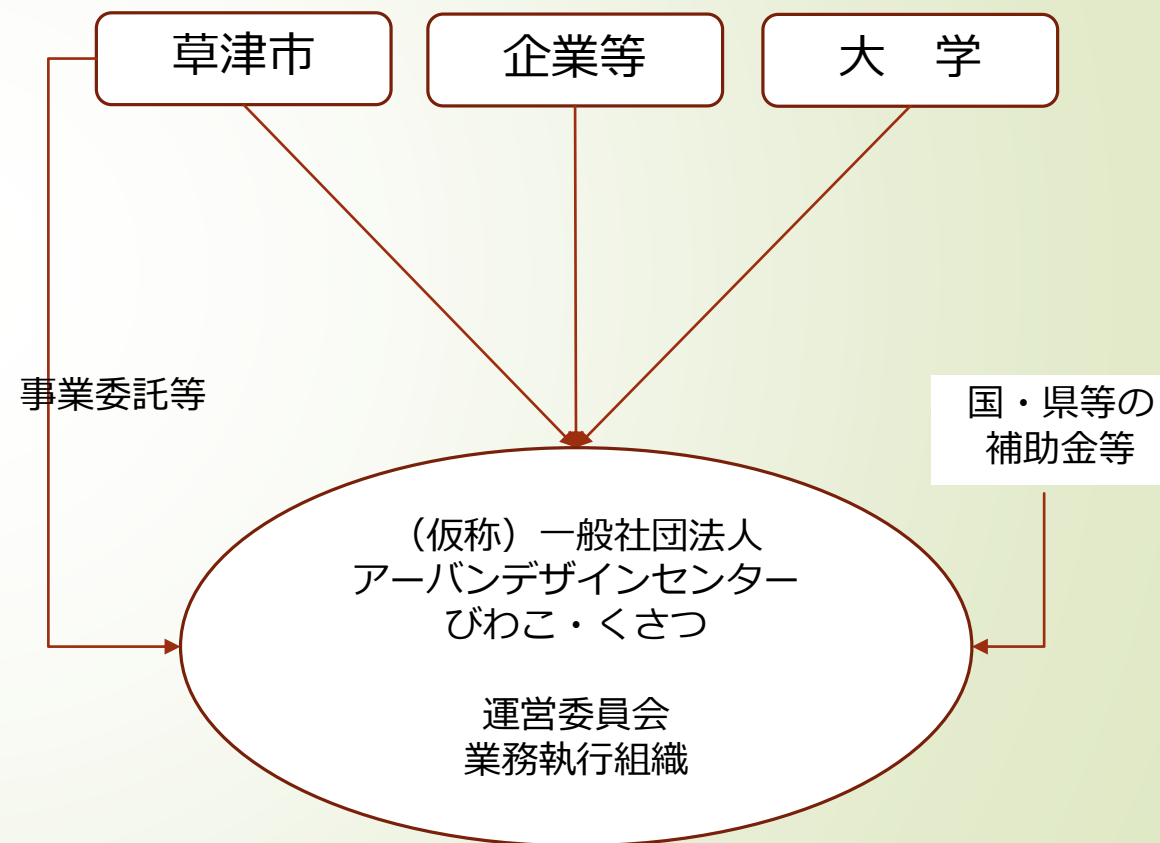 草津市
企業等
大　学
事業委託等
国・県等の
補助金等
（仮称）一般社団法人
アーバンデザインセンター
びわこ・くさつ
運営委員会
業務執行組織